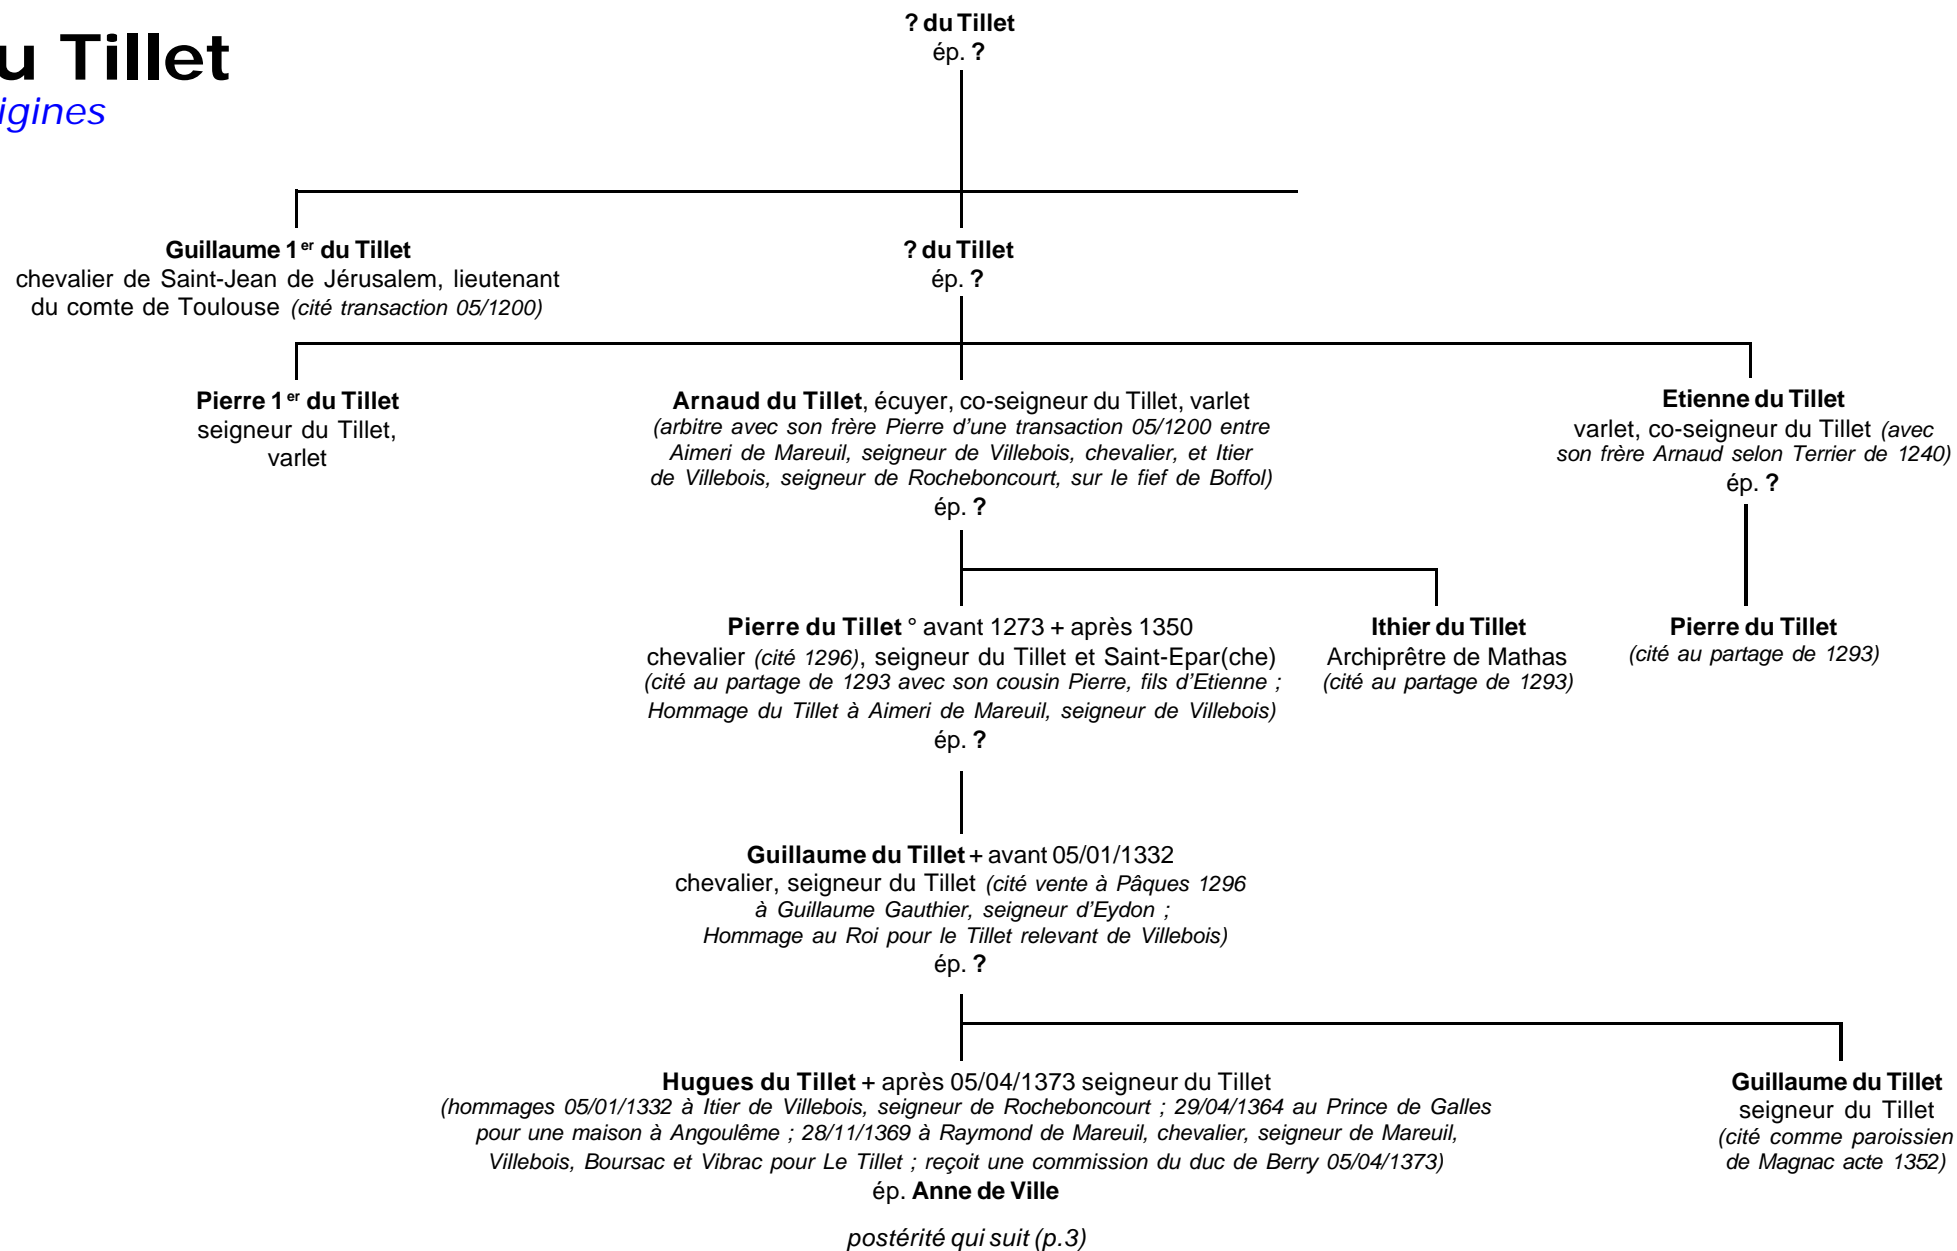 u Tillet
igines
? du Tillet
ép. ?
Guillaume 1er du Tillet
chevalier de Saint-Jean de Jérusalem, lieutenant
du comte de Toulouse (cité transaction 05/1200)
? du Tillet
ép. ?
Pierre 1er du Tillet
seigneur du Tillet,
varlet
Arnaud du Tillet, écuyer, co-seigneur du Tillet, varlet
(arbitre avec son frère Pierre d'une transaction 05/1200 entre
Aimeri de Mareuil, seigneur de Villebois, chevalier, et Itier
de Villebois, seigneur de Rocheboncourt, sur le fief de Boffol)
ép. ?
Etienne du Tillet
varlet, co-seigneur du Tillet (avec
son frère Arnaud selon Terrier de 1240)
ép. ?
Pierre du Tillet ° avant 1273 + après 1350
chevalier (cité 1296), seigneur du Tillet et Saint-Epar(che)
(cité au partage de 1293 avec son cousin Pierre, fils d'Etienne ;
Hommage du Tillet à Aimeri de Mareuil, seigneur de Villebois)
ép. ?
Ithier du Tillet
Archiprêtre de Mathas
(cité au partage de 1293)
Pierre du Tillet
(cité au partage de 1293)
Guillaume du Tillet + avant 05/01/1332
chevalier, seigneur du Tillet (cité vente à Pâques 1296
à Guillaume Gauthier, seigneur d'Eydon ;
Hommage au Roi pour le Tillet relevant de Villebois)
ép. ?
Hugues du Tillet + après 05/04/1373 seigneur du Tillet
(hommages 05/01/1332 à Itier de Villebois, seigneur de Rocheboncourt ; 29/04/1364 au Prince de Galles
pour une maison à Angoulême ; 28/11/1369 à Raymond de Mareuil, chevalier, seigneur de Mareuil,
Villebois, Boursac et Vibrac pour Le Tillet ; reçoit une commission du duc de Berry 05/04/1373)
ép. Anne de Ville
postérité qui suit (p.3)
Guillaume du Tillet
seigneur du Tillet
(cité comme paroissien
de Magnac acte 1352)